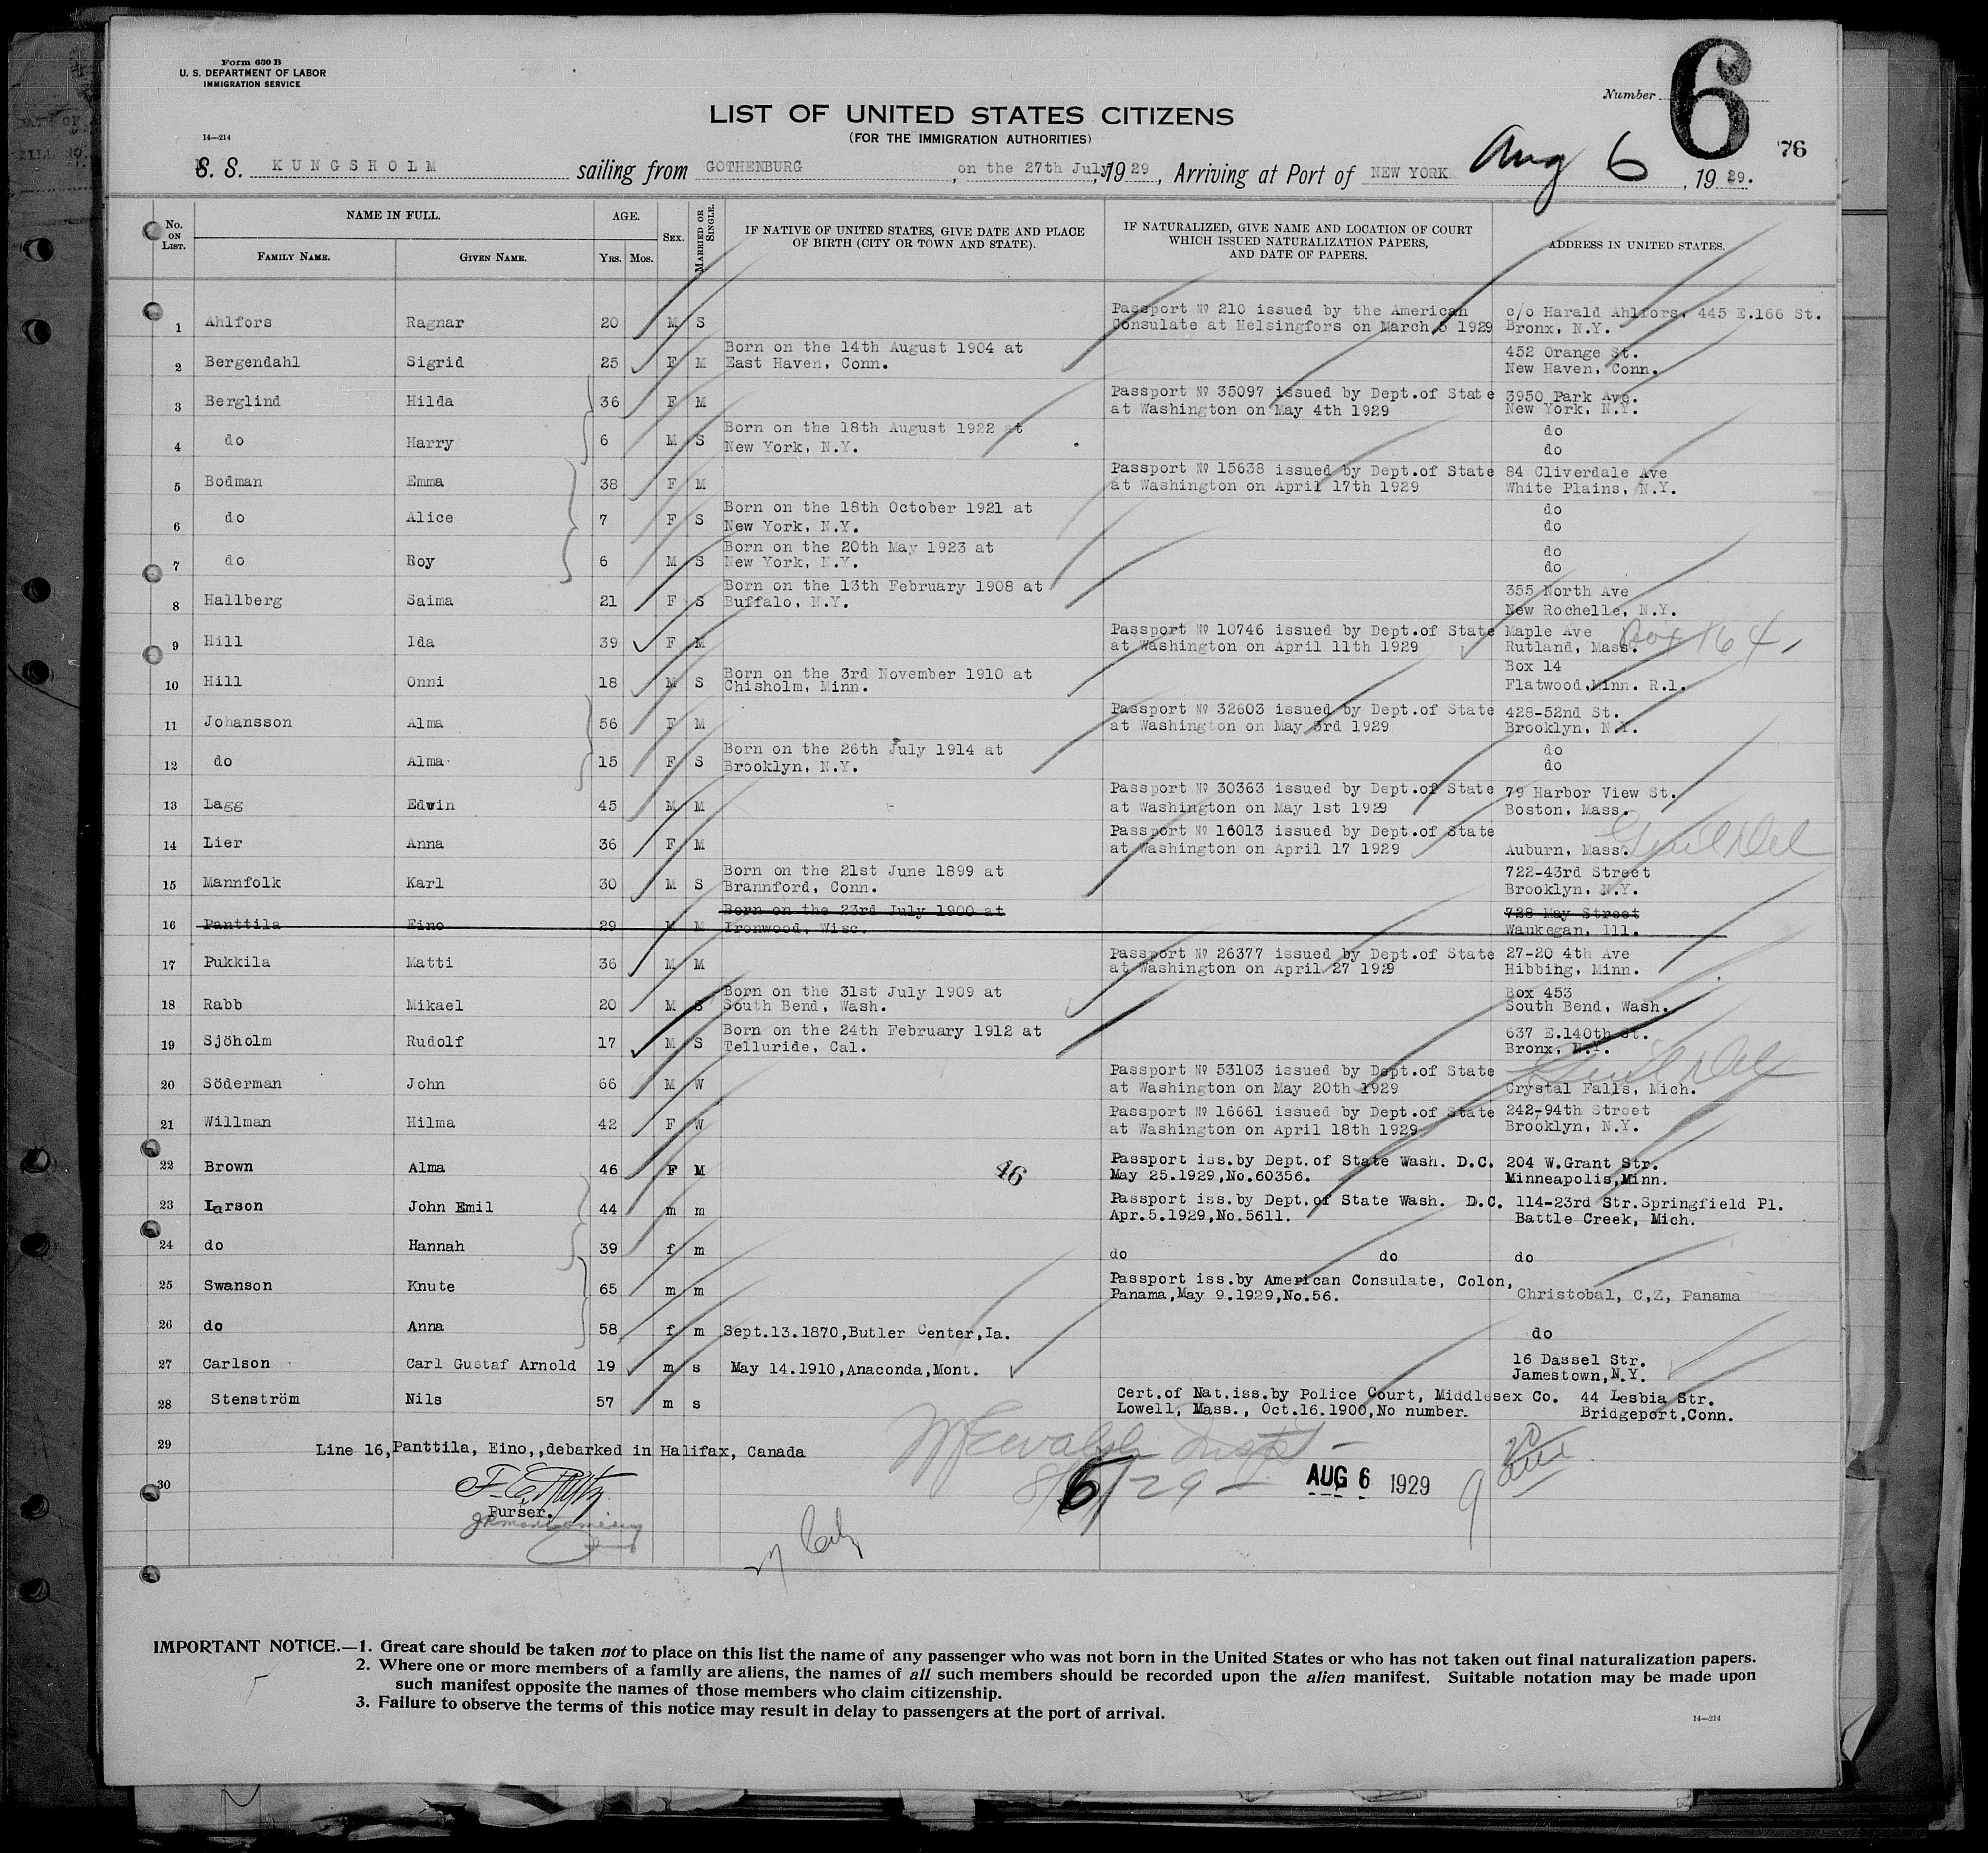 Form 630 B
U. S. DEPARTMENT OF LABOR
IMMIGRATION SERVICE
14—214
Number
6
76
LIST OF UNITED STATES CITIZENS
(FOR THE IMMIGRATION AUTHORITIES)
S. S. KUNGSHOLM sailing from GOTHENBURG, on the 27th July, 1929, Arriving at Port of NEW YORK Aug 6, 1929.
No. ON LIST. NAME IN FULL. AGE. SEX. MARRIED OR SINGLE. IF NATIVE OF UNITED STATES, GIVE DATE AND PLACE OF BIRTH (CITY OR TOWN AND STATE). IF NATURALIZED, GIVE NAME AND LOCATION OF COURT WHICH ISSUED NATURALIZATION PAPERS, AND DATE OF PAPERS. ADDRESS IN UNITED STATES.
FAMILY NAME. GIVEN NAME. YRS. MOS.
1 Ahlfors Ragnar 20 M S Passport № 210 issued by the American Consulate at Helsingfors on March 5 1929 c/o Harald Ahlfors, 445 E.166 St. Bronx, N.Y.
2 Bergendahl Sigrid 25 F M Born on the 14th August 1904 at East Haven, Conn. 452 Orange St. New Haven, Conn.
3 Berglind Hilda 36 F M Passport № 35097 issued by Dept.of State at Washington on May 4th 1929 3950 Park Ave. New York, N.Y.
4 do Harry 6 M S Born on the 18th August 1922 at New York, N.Y. do do
5 Bodman Emma 38 F M Passport № 15638 issued by Dept.of State at Washington on April 17th 1929 84 Cliverdale Ave White Plains, N.Y.
6 do Alice 7 F S Born on the 18th October 1921 at New York, N.Y. do do
7 do Roy 6 M S Born on the 20th May 1923 at New York, N.Y. do do
8 Hallberg Saima 21 F S Born on the 13th February 1908 at Buffalo, N.Y. 355 North Ave New Rochelle, N.Y.
9 Hill Ida 39 F M Passport № 10746 issued by Dept.of State at Washington on April 11th 1929 Maple Ave Rutland, Mass. Box 164
10 Hill Onni 18 M S Born on the 3rd November 1910 at Chisholm, Minn. Box 14 Flatwood,Minn. R.1.
11 Johansson Alma 56 F M Passport № 32603 issued by Dept.of State at Washington on May 3rd 1929 428-52nd St. Brooklyn, N.Y.
12 do Alma 15 F S Born on the 26th July 1914 at Brooklyn, N.Y. do do
13 Lagg Edwin 45 M M Passport № 30363 issued by Dept.of State at Washington on May 1st 1929 79 Harbor View St. Boston, Mass.
14 Lier Anna 36 F M Passport № 16013 issued by Dept.of State at Washington on April 17 1929 Auburn, Mass. Genl Del
15 Mannfolk Karl 30 M S Born on the 21st June 1899 at Brannford, Conn. 722-43rd Street Brooklyn, N.Y.
16 Panttila Eino 29 M M Born on the 23rd July 1900 at Ironwood, Wisc. 728 May Street Waukegan, Ill.
17 Pukkila Matti 36 M M Passport № 26377 issued by Dept.of State at Washington on April 27 1929 27-20 4th Ave Hibbing, Minn.
18 Rabb Mikael 20 M S Born on the 31st July 1909 at South Bend, Wash. Box 453 South Bend, Wash.
19 Sjöholm Rudolf 17 M S Born on the 24th February 1912 at Telluride, Cal. 637 E.140th St. Bronx, N.Y.
20 Söderman John 66 M W Passport № 53103 issued by Dept.of State at Washington on May 20th 1929 Crystal Falls, Mich. Genl Del
21 Willman Hilma 42 F W Passport № 16661 issued by Dept.of State at Washington on April 18th 1929 242-94th Street Brooklyn, N.Y.
22 Brown Alma 46 F M 46 Passport iss.by Dept.of State Wash. D.C. May 25.1929,No.60356. 204 W.Grant Str. Minneapolis,Minn.
23 Larson John Emil 44 m m Passport iss.by Dept.of State Wash. D.C. Apr.5.1929,No.5611. 114-23rd Str.Springfield Pl. Battle Creek, Mich.
24 do Hannah 39 f m do do do
25 Swanson Knute 65 m m Passport iss.by American Consulate, Colon, Panama,May 9.1929,No.56. Christobal, C,Z, Panama
26 do Anna 58 f m Sept.13.1870,Butler Center,Ia. do
27 Carlson Carl Gustaf Arnold 19 m s May 14.1910,Anaconda,Mont. 16 Dassel Str. Jamestown,N.Y.
28 Stenström Nils 57 m s Cert.of Nat.iss.by Police Court, Middlesex Co. Lowell, Mass., Oct.16.1900,No number. 44 Lesbia Str. Bridgeport,Conn.
29 Line 16,Panttila, Eino,,debarked in Halifax, Canada
30
Purser.
8/6/29
AUG 6 1929
IMPORTANT NOTICE.—1. Great care should be taken not to place on this list the name of any passenger who was not born in the United States or who has not taken out final naturalization papers.
2. Where one or more members of a family are aliens, the names of all such members should be recorded upon the alien manifest. Suitable notation may be made upon
such manifest opposite the names of those members who claim citizenship.
3. Failure to observe the terms of this notice may result in delay to passengers at the port of arrival.
14—214